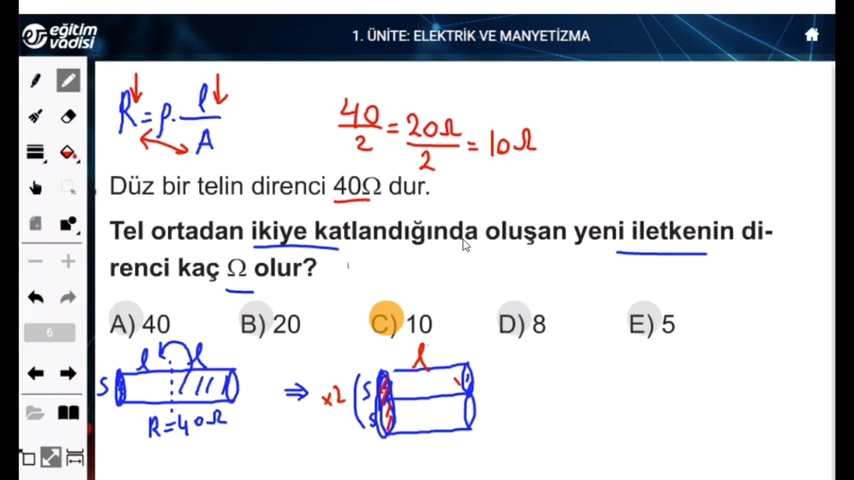 eğitim
vadisi
1. ÜNİTE: ELEKTRİK VE MANYETİZMA
R = ρ · l / A
40/2 = 20Ω/2 = 10Ω
Düz bir telin direnci 40Ω dur.
Tel ortadan ikiye katlandığında oluşan yeni iletkenin di-
renci kaç Ω olur?
A) 40 B) 20 C) 10 D) 8 E) 5
l l
S
R = 40Ω
⇒ x2
l
S
S
6